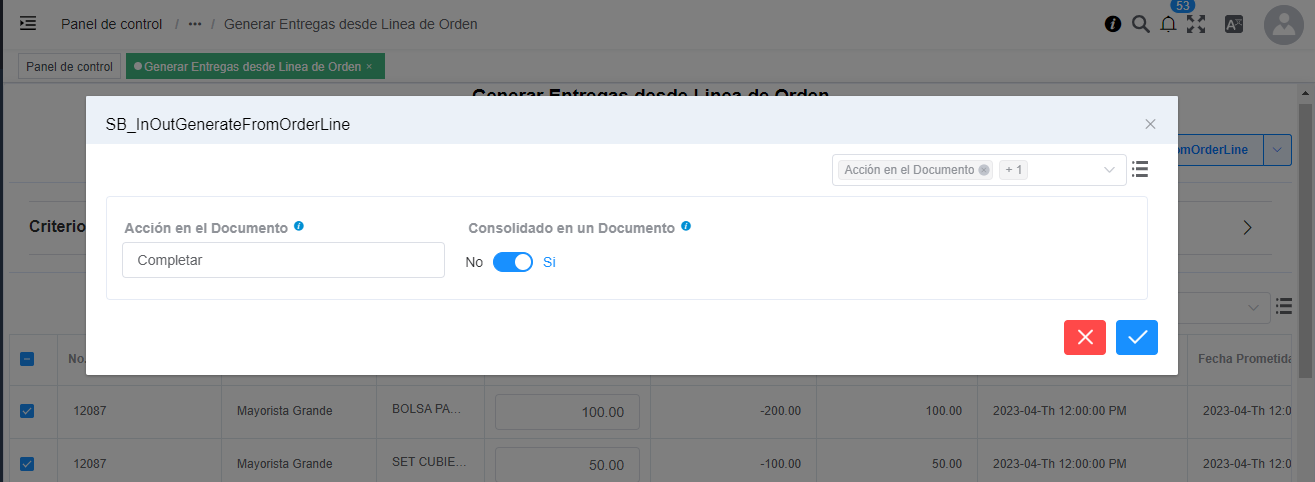 Panel de control / ••• / Generar Entregas desde Linea de Orden
53
Panel de control
Generar Entregas desde Linea de Orden ×
Generar Entregas desde Linea de Orden
SB_InOutGenerateFromOrderLine
omOrderLine
Acción en el Documento
+ 1
Criterio
Acción en el Documento
Consolidado en un Documento
Completar
No
Si
No.
Fecha Prometida
12087
Mayorista Grande
BOLSA PA...
100.00
-200.00
100.00
2023-04-Th 12:00:00 PM
2023-04-Th 12:0
12087
Mayorista Grande
SET CUBIE...
50.00
-100.00
50.00
2023-04-Th 12:00:00 PM
2023-04-Th 12:0